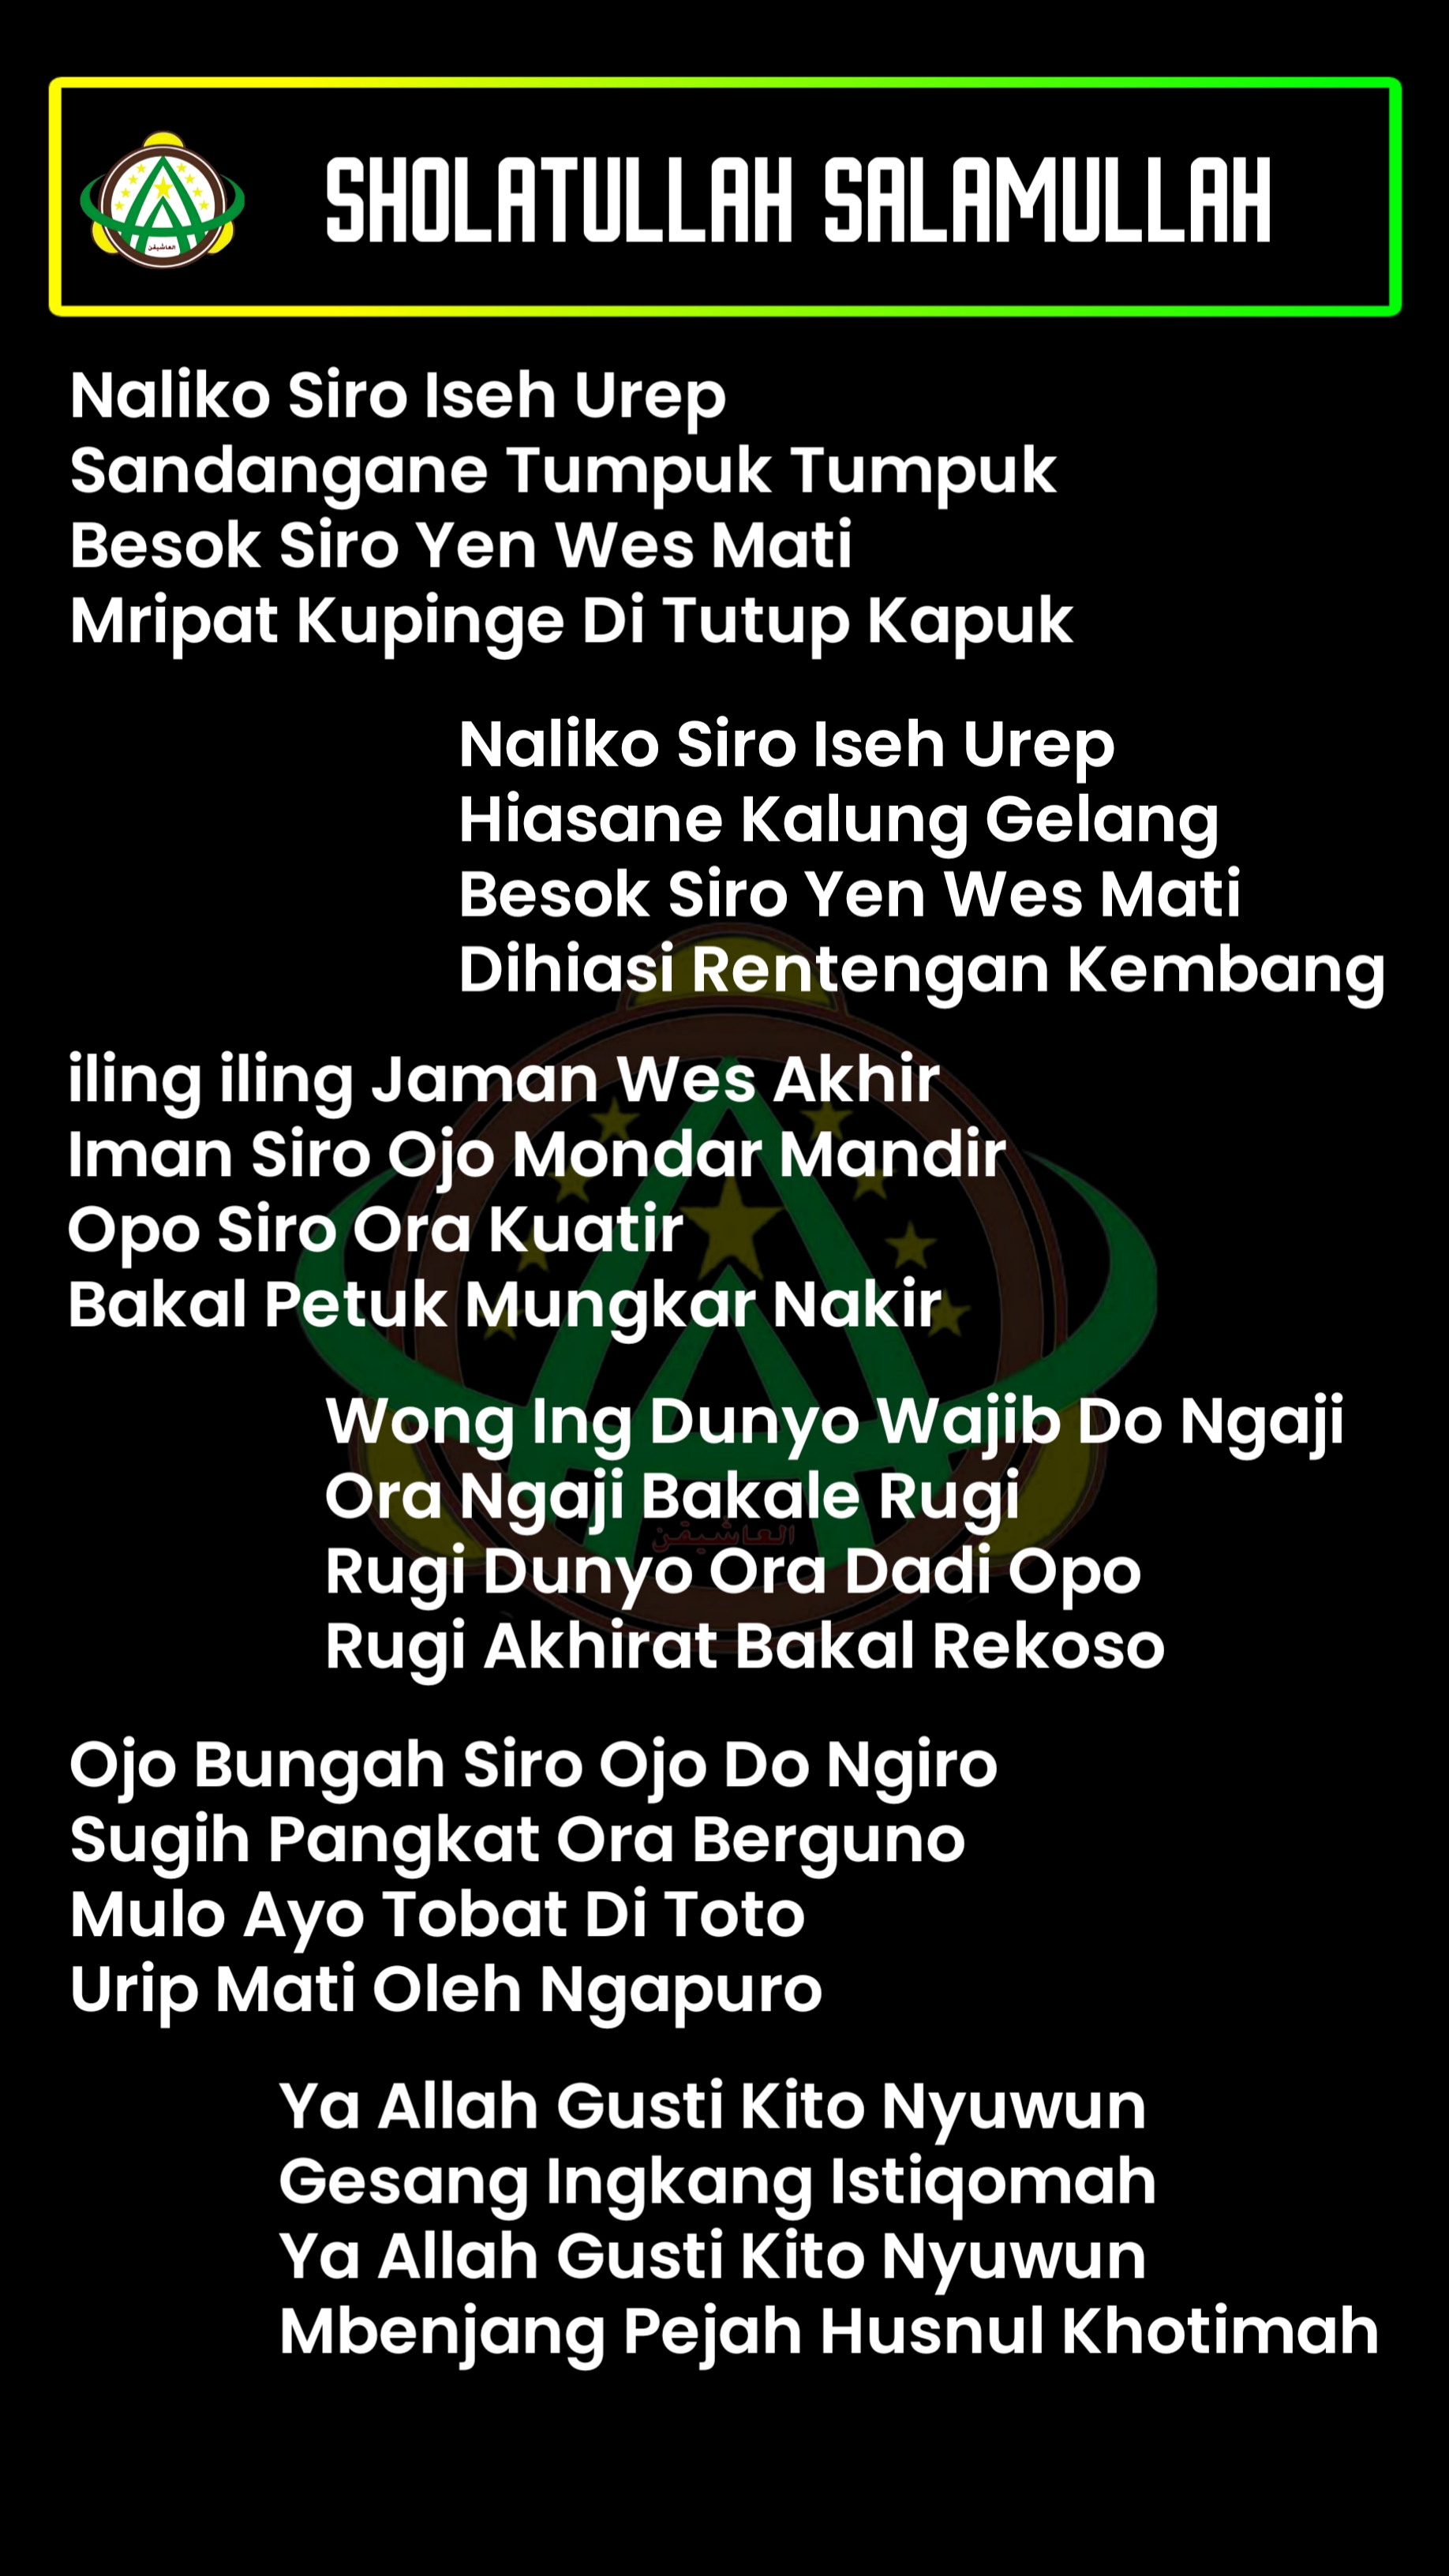 SHOLATULLAH SALAMULLAH
العاشيقن
Naliko Siro Iseh Urep
Sandangane Tumpuk Tumpuk
Besok Siro Yen Wes Mati
Mripat Kupinge Di Tutup Kapuk
Naliko Siro Iseh Urep
Hiasane Kalung Gelang
Besok Siro Yen Wes Mati
Dihiasi Rentengan Kembang
iling iling Jaman Wes Akhir
Iman Siro Ojo Mondar Mandir
Opo Siro Ora Kuatir
Bakal Petuk Mungkar Nakir
Wong Ing Dunyo Wajib Do Ngaji
Ora Ngaji Bakale Rugi
العاشيقن
Rugi Dunyo Ora Dadi Opo
Rugi Akhirat Bakal Rekoso
Ojo Bungah Siro Ojo Do Ngiro
Sugih Pangkat Ora Berguno
Mulo Ayo Tobat Di Toto
Urip Mati Oleh Ngapuro
Ya Allah Gusti Kito Nyuwun
Gesang Ingkang Istiqomah
Ya Allah Gusti Kito Nyuwun
Mbenjang Pejah Husnul Khotimah